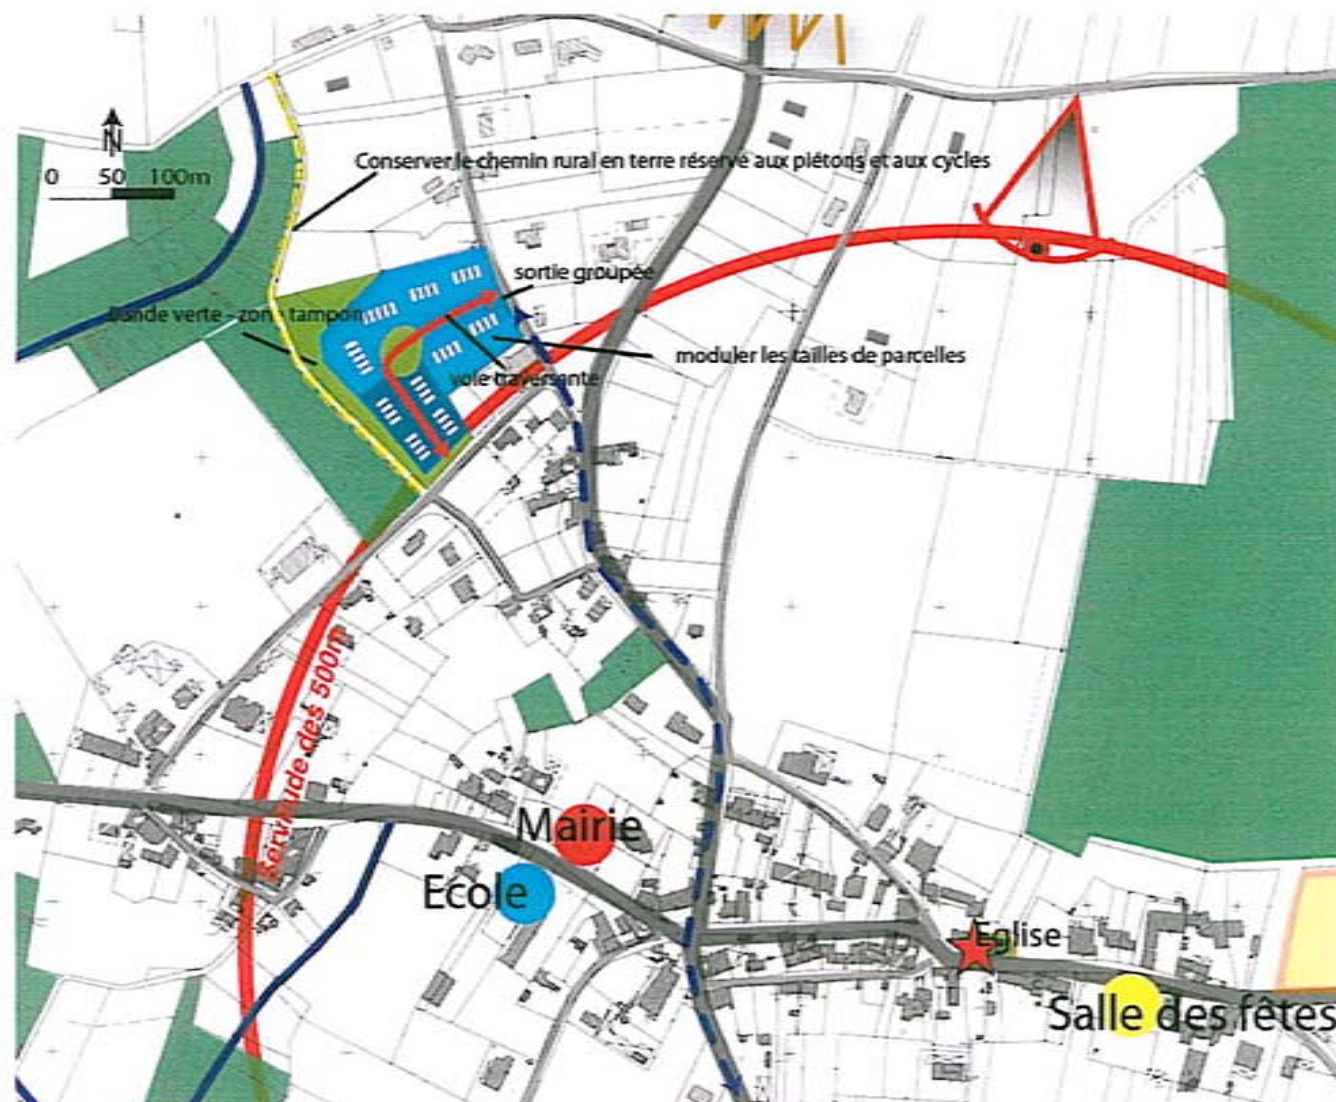 N
0 50 100m
Conserver le chemin rural en terre réservé aux piétons et aux cycles
sortie groupée
Bande verte - zone tampon
moduler les tailles de parcelles
voie traversante
Servitude des 500m
Mairie
Ecole
Eglise
Salle des fêtes